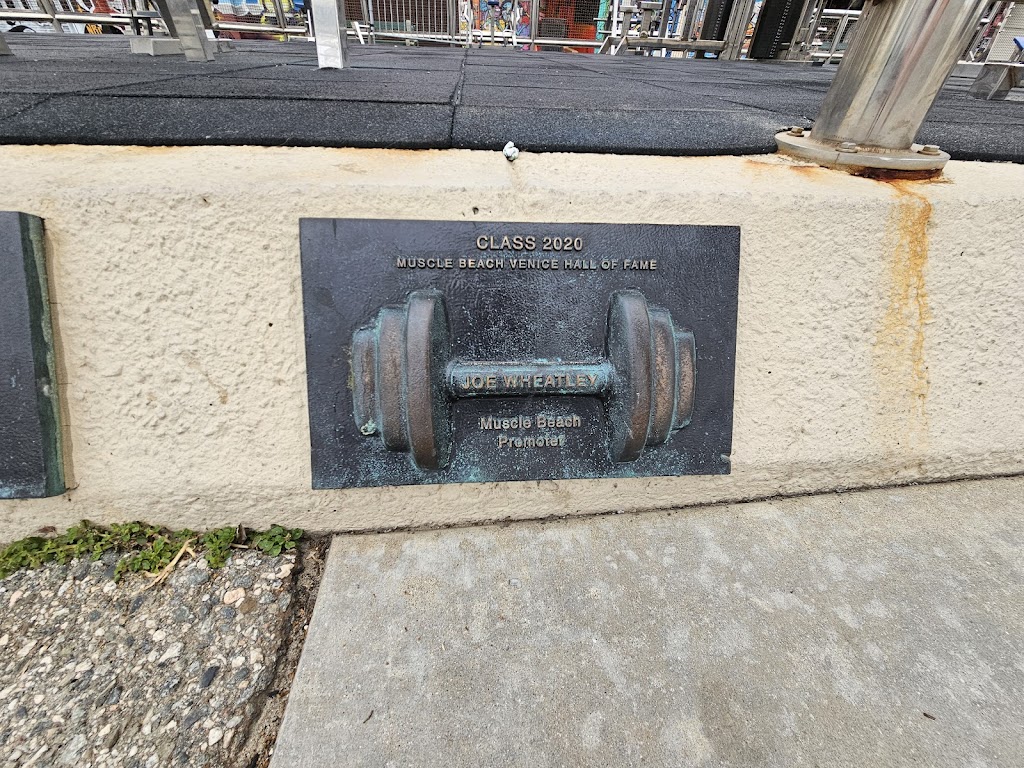 CLASS 2020
MUSCLE BEACH VENICE HALL OF FAME
JOE WHEATLEY
Muscle Beach
Promoter